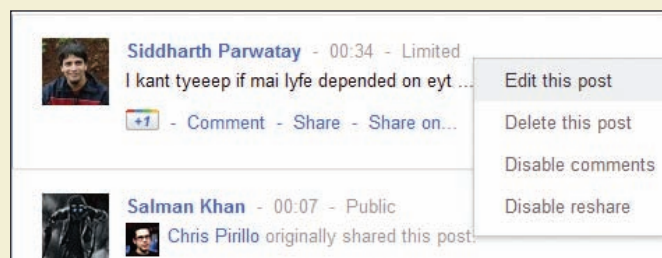 Siddharth Parwatay - 00:34 - Limited
I kant tyeeep if mai lyfe depended on eyt ...
+1 - Comment - Share - Share on...
Edit this post
Delete this post
Disable comments
Disable reshare
Salman Khan - 00:07 - Public
Chris Pirillo originally shared this post: